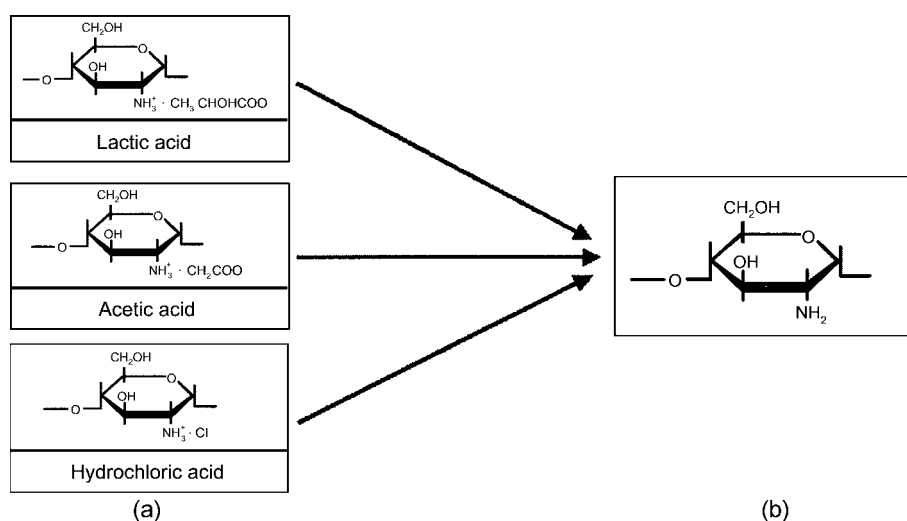 CH₂OH
O
OH
O
NH₃⁺ · CH₃ CHOHCOO
Lactic acid
CH₂OH
O
OH
O
NH₃⁺ · CH₂COO
Acetic acid
CH₂OH
O
OH
O
NH₃⁺ · Cl
Hydrochloric acid
(a)
CH₂OH
O
OH
O
NH₂
(b)